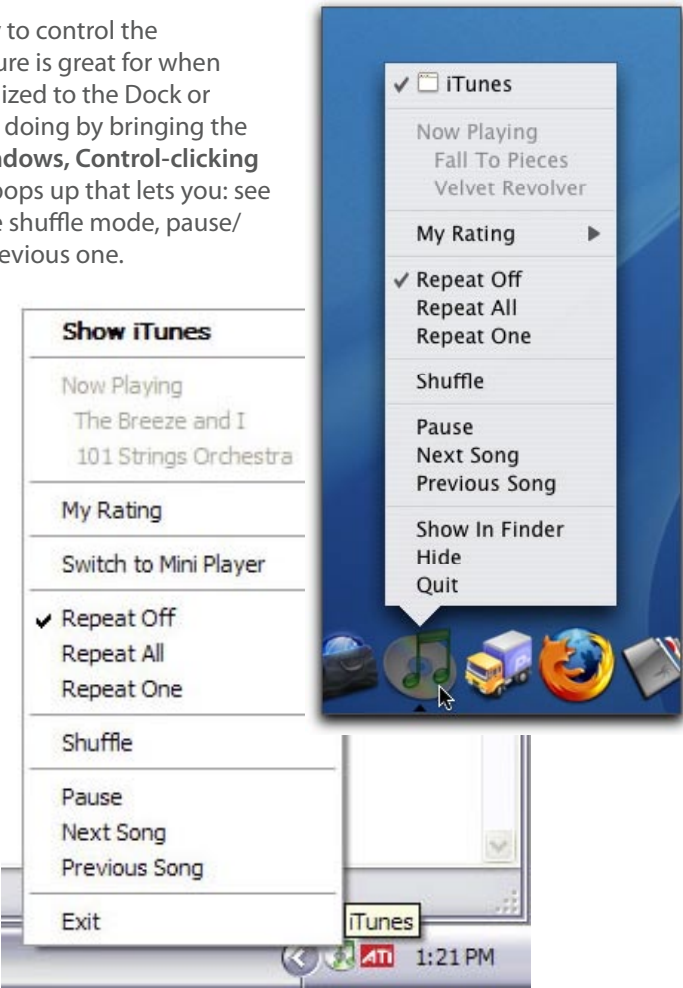 to control the
ure is great for when
ized to the Dock or
doing by bringing the
ndows, Control-clicking
pops up that lets you: see
e shuffle mode, pause/
evious one.
✓ iTunes
Now Playing
Fall To Pieces
Velvet Revolver
My Rating
✓ Repeat Off
Repeat All
Repeat One
Shuffle
Pause
Next Song
Previous Song
Show In Finder
Hide
Quit
Show iTunes
Now Playing
The Breeze and I
101 Strings Orchestra
My Rating
Switch to Mini Player
✓ Repeat Off
Repeat All
Repeat One
Shuffle
Pause
Next Song
Previous Song
Exit
iTunes
ATI 1:21 PM